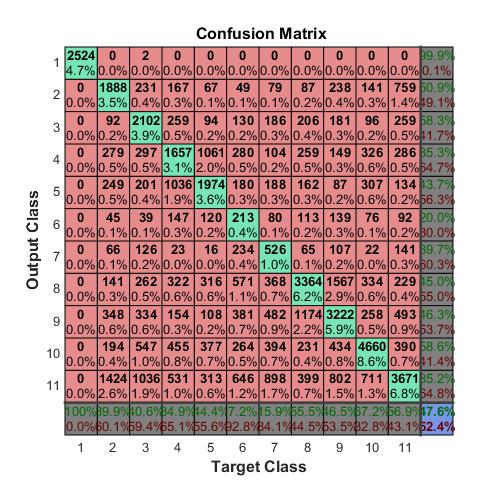 Confusion Matrix
Output Class
1 2524 0 2 0 0 0 0 0 0 0 0 99.9%
4.7% 0.0% 0.0% 0.0% 0.0% 0.0% 0.0% 0.0% 0.0% 0.0% 0.0% 0.1%
2 0 1888 231 167 67 49 79 87 238 141 759 50.9%
0.0% 3.5% 0.4% 0.3% 0.1% 0.1% 0.1% 0.2% 0.4% 0.3% 1.4% 49.1%
3 0 92 2102 259 94 130 186 206 181 96 259 58.3%
0.0% 0.2% 3.9% 0.5% 0.2% 0.2% 0.3% 0.4% 0.3% 0.2% 0.5% 41.7%
4 0 279 297 1657 1061 280 104 259 149 326 286 35.3%
0.0% 0.5% 0.5% 3.1% 2.0% 0.5% 0.2% 0.5% 0.3% 0.6% 0.5% 64.7%
5 0 249 201 1036 1974 180 188 162 87 307 134 43.7%
0.0% 0.5% 0.4% 1.9% 3.6% 0.3% 0.3% 0.3% 0.2% 0.6% 0.2% 56.3%
6 0 45 39 147 120 213 80 113 139 76 92 20.0%
0.0% 0.1% 0.1% 0.3% 0.2% 0.4% 0.1% 0.2% 0.3% 0.1% 0.2% 80.0%
7 0 66 126 23 16 234 526 65 107 22 141 39.7%
0.0% 0.1% 0.2% 0.0% 0.0% 0.4% 1.0% 0.1% 0.2% 0.0% 0.3% 60.3%
8 0 141 262 322 316 571 368 3364 1567 334 229 45.0%
0.0% 0.3% 0.5% 0.6% 0.6% 1.1% 0.7% 6.2% 2.9% 0.6% 0.4% 55.0%
9 0 348 334 154 108 381 482 1174 3222 258 493 46.3%
0.0% 0.6% 0.6% 0.3% 0.2% 0.7% 0.9% 2.2% 5.9% 0.5% 0.9% 53.7%
10 0 194 547 455 377 264 394 231 434 4660 390 58.6%
0.0% 0.4% 1.0% 0.8% 0.7% 0.5% 0.7% 0.4% 0.8% 8.6% 0.7% 41.4%
11 0 1424 1036 531 313 646 898 399 802 711 3671 35.2%
0.0% 2.6% 1.9% 1.0% 0.6% 1.2% 1.7% 0.7% 1.5% 1.3% 6.8% 64.8%
100% 39.9% 40.6% 34.9% 44.4% 7.2% 15.9% 55.5% 46.5% 67.2% 56.9% 47.6%
0.0% 60.1% 59.4% 65.1% 55.6% 92.8% 84.1% 44.5% 53.5% 32.8% 43.1% 52.4%
1 2 3 4 5 6 7 8 9 10 11
Target Class